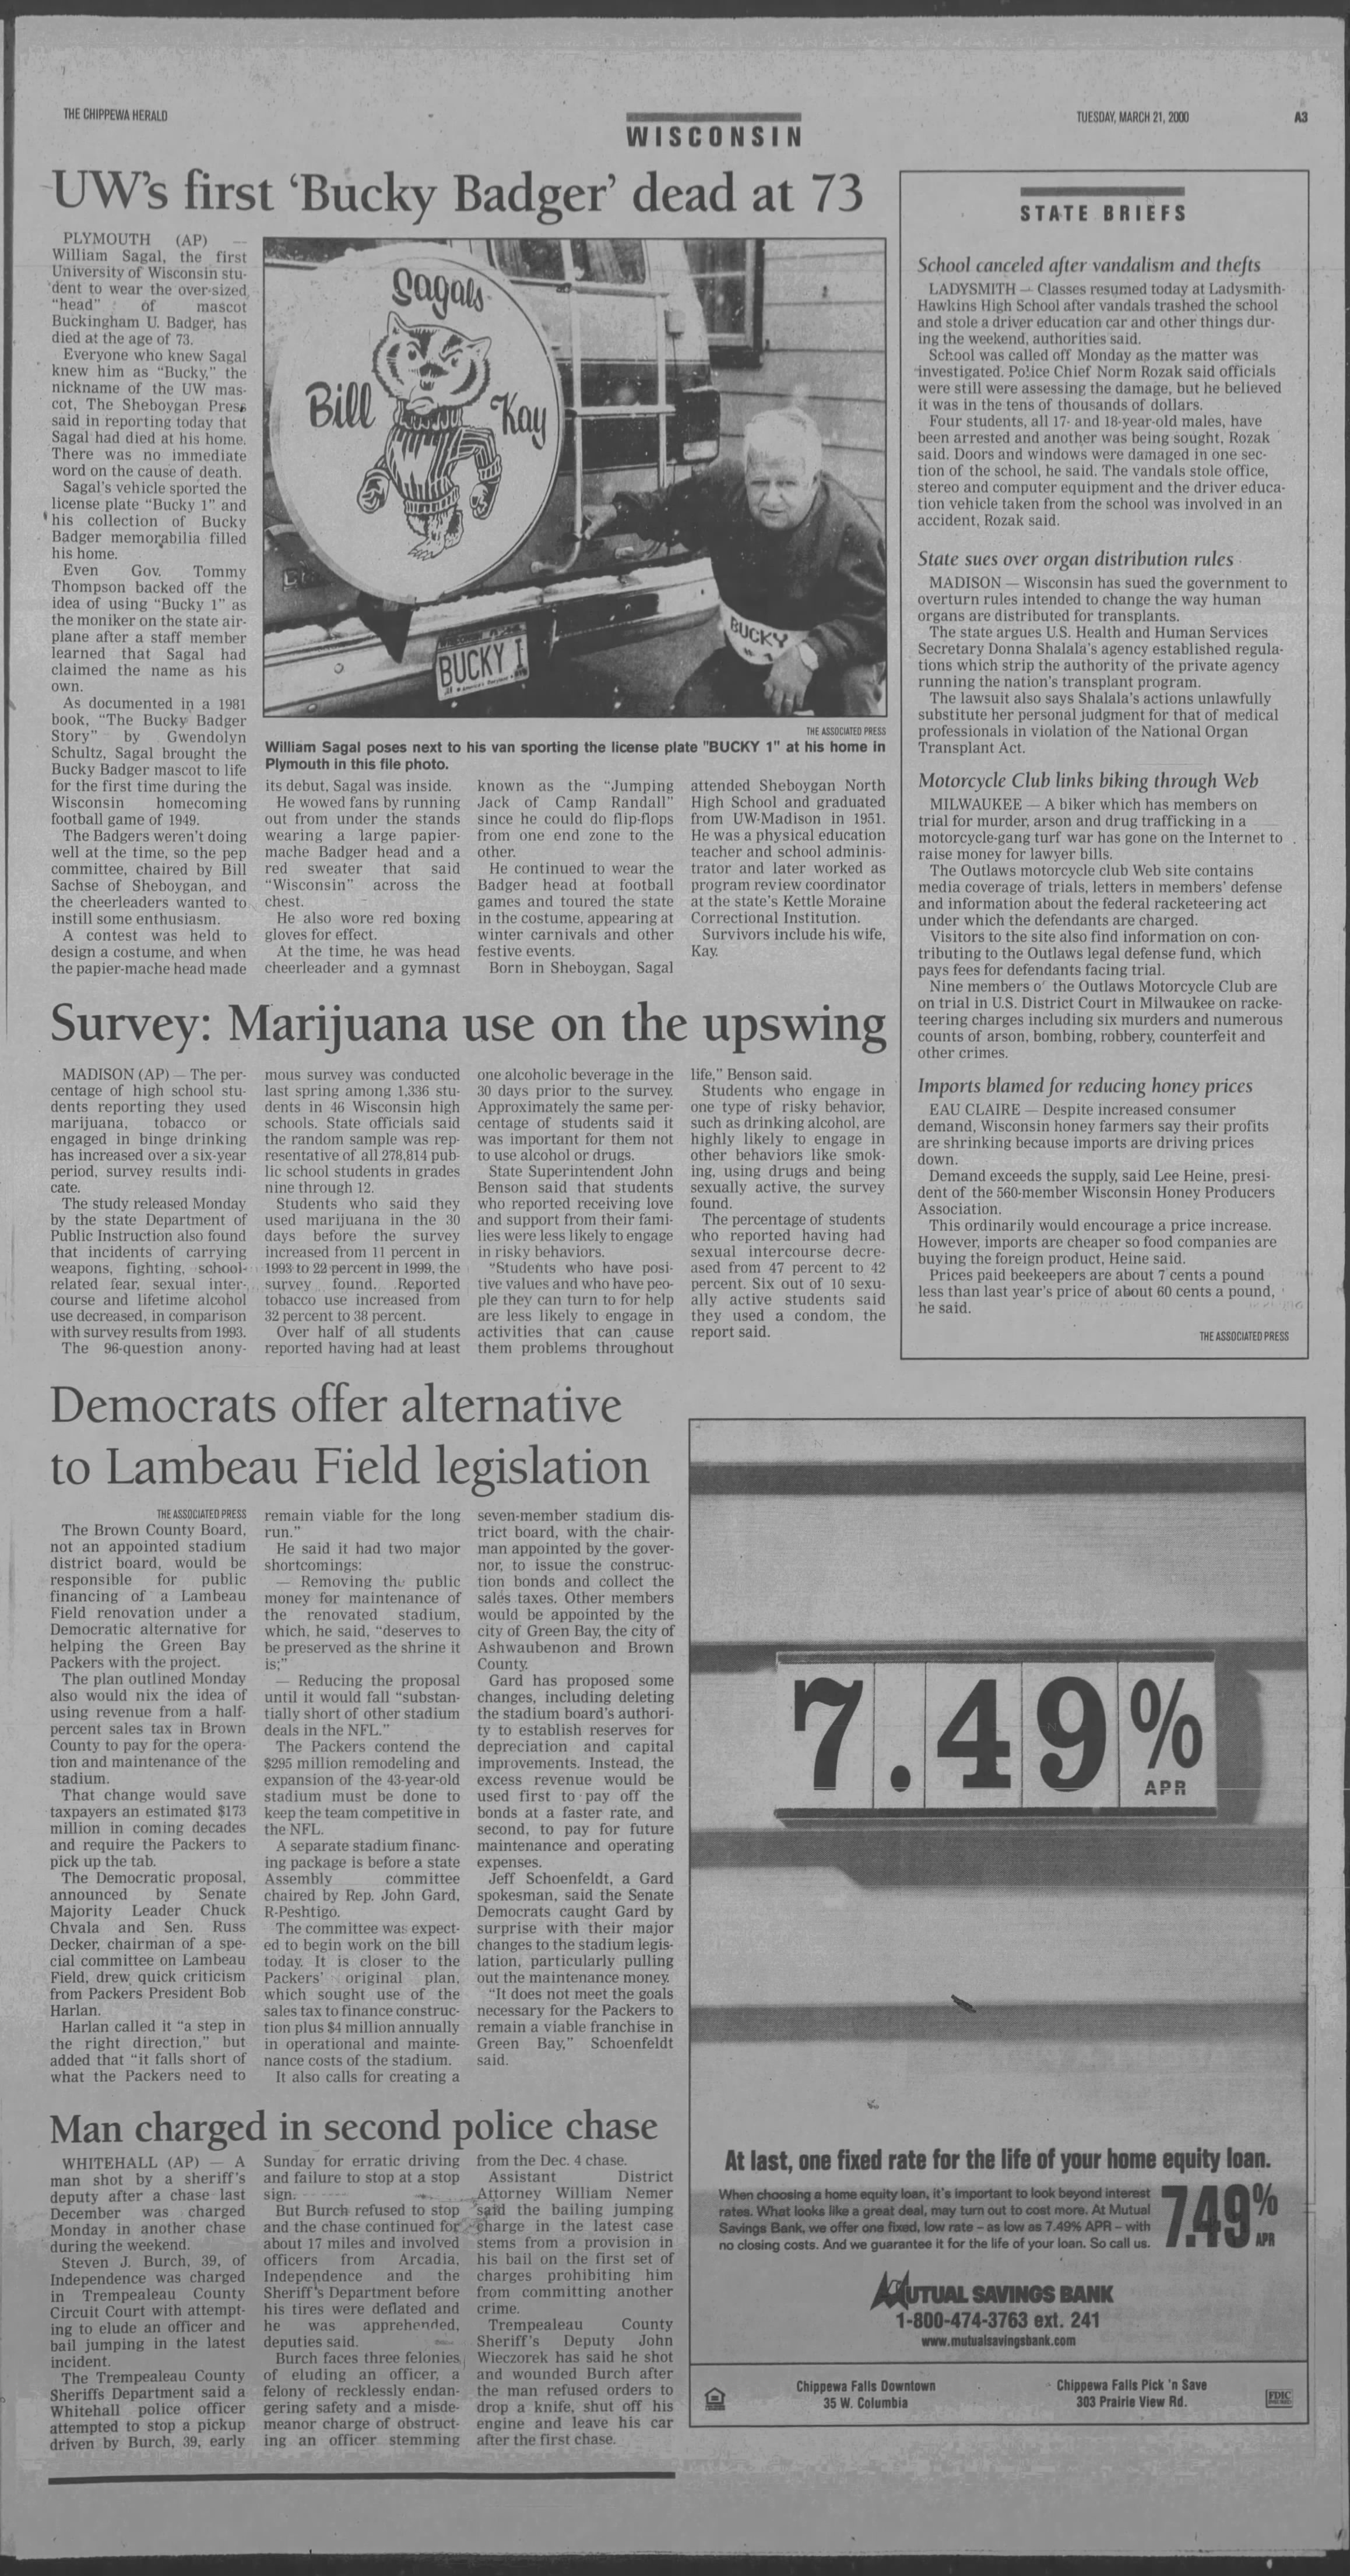 THE CHIPPEWA HERALD
WISCONSIN
TUESDAY, MARCH 21, 2000
A3
UW's first 'Bucky Badger' dead at 73
PLYMOUTH (AP) —
William Sagal, the first
University of Wisconsin stu-
dent to wear the over-sized
"head" of mascot
Buckingham U. Badger, has
died at the age of 73.
Everyone who knew Sagal
knew him as "Bucky," the
nickname of the UW mas-
cot, The Sheboygan Press
said in reporting today that
Sagal had died at his home.
There was no immediate
word on the cause of death.
Sagal's vehicle sported the
license plate "Bucky 1" and
his collection of Bucky
Badger memorabilia filled
his home.
Even Gov. Tommy
Thompson backed off the
idea of using "Bucky 1" as
the moniker on the state air-
plane after a staff member
learned that Sagal had
claimed the name as his
own.
As documented in a 1981
book, "The Bucky Badger
Story" by Gwendolyn
Schultz, Sagal brought the
Bucky Badger mascot to life
for the first time during the
Wisconsin homecoming
football game of 1949.
The Badgers weren't doing
well at the time, so the pep
committee, chaired by Bill
Sachse of Sheboygan, and
the cheerleaders wanted to
instill some enthusiasm.
A contest was held to
design a costume, and when
the papier-mache head made
Sagals
Bill
Kay
BUCKY
# 1
BUCKY 1
THE ASSOCIATED PRESS
William Sagal poses next to his van sporting the license plate "BUCKY 1" at his home in
Plymouth in this file photo.
its debut, Sagal was inside.
He wowed fans by running
out from under the stands
wearing a large papier-
mache Badger head and a
red sweater that said
"Wisconsin" across the
chest.
He also wore red boxing
gloves for effect.
At the time, he was head
cheerleader and a gymnast
known as the "Jumping
Jack of Camp Randall"
since he could do flip-flops
from one end zone to the
other.
He continued to wear the
Badger head at football
games and toured the state
in the costume, appearing at
winter carnivals and other
festive events.
Born in Sheboygan, Sagal
attended Sheboygan North
High School and graduated
from UW-Madison in 1951.
He was a physical education
teacher and school adminis-
trator and later worked as
program review coordinator
at the state's Kettle Moraine
Correctional Institution.
Survivors include his wife,
Kay.
Survey: Marijuana use on the upswing
MADISON (AP) — The per-
centage of high school stu-
dents reporting they used
marijuana, tobacco or
engaged in binge drinking
has increased over a six-year
period, survey results indi-
cate.
The study released Monday
by the state Department of
Public Instruction also found
that incidents of carrying
weapons, fighting, school-
related fear, sexual inter-
course and lifetime alcohol
use decreased, in comparison
with survey results from 1993.
The 96-question anony-
mous survey was conducted
last spring among 1,336 stu-
dents in 46 Wisconsin high
schools. State officials said
the random sample was rep-
resentative of all 278,814 pub-
lic school students in grades
nine through 12.
Students who said they
used marijuana in the 30
days before the survey
increased from 11 percent in
1993 to 22 percent in 1999, the
survey found. Reported
tobacco use increased from
32 percent to 38 percent.
Over half of all students
reported having had at least
one alcoholic beverage in the
30 days prior to the survey.
Approximately the same per-
centage of students said it
was important for them not
to use alcohol or drugs.
State Superintendent John
Benson said that students
who reported receiving love
and support from their fami-
lies were less likely to engage
in risky behaviors.
"Students who have posi-
tive values and who have peo-
ple they can turn to for help
are less likely to engage in
activities that can cause
them problems throughout
life," Benson said.
Students who engage in
one type of risky behavior,
such as drinking alcohol, are
highly likely to engage in
other behaviors like smok-
ing, using drugs and being
sexually active, the survey
found.
The percentage of students
who reported having had
sexual intercourse decre-
ased from 47 percent to 42
percent. Six out of 10 sexu-
ally active students said
they used a condom, the
report said.
STATE BRIEFS
School canceled after vandalism and thefts
LADYSMITH — Classes resumed today at Ladysmith-
Hawkins High School after vandals trashed the school
and stole a driver education car and other things dur-
ing the weekend, authorities said.
School was called off Monday as the matter was
investigated. Police Chief Norm Rozak said officials
were still were assessing the damage, but he believed
it was in the tens of thousands of dollars.
Four students, all 17- and 18-year-old males, have
been arrested and another was being sought, Rozak
said. Doors and windows were damaged in one sec-
tion of the school, he said. The vandals stole office,
stereo and computer equipment and the driver educa-
tion vehicle taken from the school was involved in an
accident, Rozak said.
State sues over organ distribution rules
MADISON — Wisconsin has sued the government to
overturn rules intended to change the way human
organs are distributed for transplants.
The state argues U.S. Health and Human Services
Secretary Donna Shalala's agency established regula-
tions which strip the authority of the private agency
running the nation's transplant program.
The lawsuit also says Shalala's actions unlawfully
substitute her personal judgment for that of medical
professionals in violation of the National Organ
Transplant Act.
Motorcycle Club links biking through Web
MILWAUKEE — A biker which has members on
trial for murder, arson and drug trafficking in a
motorcycle-gang turf war has gone on the Internet to
raise money for lawyer bills.
The Outlaws motorcycle club Web site contains
media coverage of trials, letters in members' defense
and information about the federal racketeering act
under which the defendants are charged.
Visitors to the site also find information on con-
tributing to the Outlaws legal defense fund, which
pays fees for defendants facing trial.
Nine members o' the Outlaws Motorcycle Club are
on trial in U.S. District Court in Milwaukee on racke-
teering charges including six murders and numerous
counts of arson, bombing, robbery, counterfeit and
other crimes.
Imports blamed for reducing honey prices
EAU CLAIRE — Despite increased consumer
demand, Wisconsin honey farmers say their profits
are shrinking because imports are driving prices
down.
Demand exceeds the supply, said Lee Heine, presi-
dent of the 560-member Wisconsin Honey Producers
Association.
This ordinarily would encourage a price increase.
However, imports are cheaper so food companies are
buying the foreign product, Heine said.
Prices paid beekeepers are about 7 cents a pound
less than last year's price of about 60 cents a pound,
he said.
THE ASSOCIATED PRESS
Democrats offer alternative
to Lambeau Field legislation
THE ASSOCIATED PRESS
The Brown County Board,
not an appointed stadium
district board, would be
responsible for public
financing of a Lambeau
Field renovation under a
Democratic alternative for
helping the Green Bay
Packers with the project.
The plan outlined Monday
also would nix the idea of
using revenue from a half-
percent sales tax in Brown
County to pay for the opera-
tion and maintenance of the
stadium.
That change would save
taxpayers an estimated $173
million in coming decades
and require the Packers to
pick up the tab.
The Democratic proposal,
announced by Senate
Majority Leader Chuck
Chvala and Sen. Russ
Decker, chairman of a spe-
cial committee on Lambeau
Field, drew quick criticism
from Packers President Bob
Harlan.
Harlan called it "a step in
the right direction," but
added that "it falls short of
what the Packers need to
remain viable for the long
run."
He said it had two major
shortcomings:
— Removing the public
money for maintenance of
the renovated stadium,
which, he said, "deserves to
be preserved as the shrine it
is;"
— Reducing the proposal
until it would fall "substan-
tially short of other stadium
deals in the NFL."
The Packers contend the
$295 million remodeling and
expansion of the 43-year-old
stadium must be done to
keep the team competitive in
the NFL.
A separate stadium financ-
ing package is before a state
Assembly committee
chaired by Rep. John Gard,
R-Peshtigo.
The committee was expect-
ed to begin work on the bill
today. It is closer to the
Packers' original plan,
which sought use of the
sales tax to finance construc-
tion plus $4 million annually
in operational and mainte-
nance costs of the stadium.
It also calls for creating a
seven-member stadium dis-
trict board, with the chair-
man appointed by the gover-
nor, to issue the construc-
tion bonds and collect the
sales taxes. Other members
would be appointed by the
city of Green Bay, the city of
Ashwaubenon and Brown
County.
Gard has proposed some
changes, including deleting
the stadium board's authori-
ty to establish reserves for
depreciation and capital
improvements. Instead, the
excess revenue would be
used first to pay off the
bonds at a faster rate, and
second, to pay for future
maintenance and operating
expenses.
Jeff Schoenfeldt, a Gard
spokesman, said the Senate
Democrats caught Gard by
surprise with their major
changes to the stadium legis-
lation, particularly pulling
out the maintenance money.
"It does not meet the goals
necessary for the Packers to
remain a viable franchise in
Green Bay," Schoenfeldt
said.
Man charged in second police chase
WHITEHALL (AP) — A
man shot by a sheriff's
deputy after a chase last
December was charged
Monday in another chase
during the weekend.
Steven J. Burch, 39, of
Independence was charged
in Trempealeau County
Circuit Court with attempt-
ing to elude an officer and
bail jumping in the latest
incident.
The Trempealeau County
Sheriffs Department said a
Whitehall police officer
attempted to stop a pickup
driven by Burch, 39, early
Sunday for erratic driving
and failure to stop at a stop
sign.
But Burch refused to stop
and the chase continued for
about 17 miles and involved
officers from Arcadia,
Independence and the
Sheriff's Department before
his tires were deflated and
he was apprehended,
deputies said.
Burch faces three felonies
of eluding an officer, a
felony of recklessly endan-
gering safety and a misde-
meanor charge of obstruct-
ing an officer stemming
from the Dec. 4 chase.
Assistant District
Attorney William Nemer
said the bailing jumping
charge in the latest case
stems from a provision in
his bail on the first set of
charges prohibiting him
from committing another
crime.
Trempealeau County
Sheriff's Deputy John
Wieczorek has said he shot
and wounded Burch after
the man refused orders to
drop a knife, shut off his
engine and leave his car
after the first chase.
7.49%
APR
At last, one fixed rate for the life of your home equity loan.
When choosing a home equity loan, it's important to look beyond interest
rates. What looks like a great deal, may turn out to cost more. At Mutual
Savings Bank, we offer one fixed, low rate – as low as 7.49% APR – with
no closing costs. And we guarantee it for the life of your loan. So call us.
7.49%
APR
MUTUAL SAVINGS BANK
1-800-474-3763 ext. 241
www.mutualsavingsbank.com
Chippewa Falls Downtown
35 W. Columbia
Chippewa Falls Pick 'n Save
303 Prairie View Rd.
FDIC